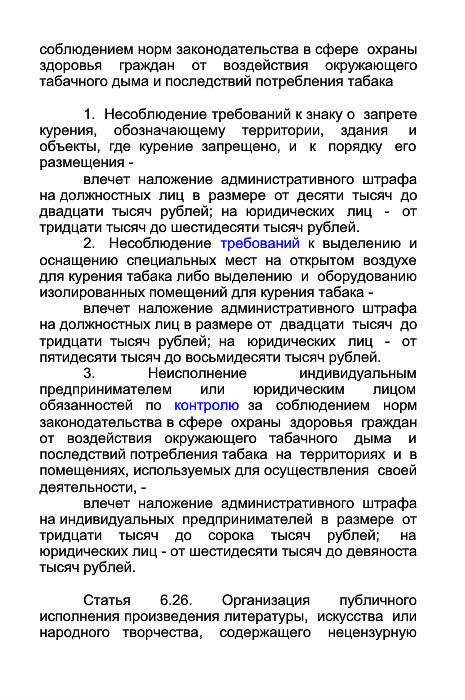 соблюдением норм законодательства в сфере охраны
здоровья граждан от воздействия окружающего
табачного дыма и последствий потребления табака
1. Несоблюдение требований к знаку о запрете
курения, обозначающему территории, здания и
объекты, где курение запрещено, и к порядку его
размещения -
влечет наложение административного штрафа
на должностных лиц в размере от десяти тысяч до
двадцати тысяч рублей; на юридических лиц - от
тридцати тысяч до шестидесяти тысяч рублей.
2. Несоблюдение требований к выделению и
оснащению специальных мест на открытом воздухе
для курения табака либо выделению и оборудованию
изолированных помещений для курения табака -
влечет наложение административного штрафа
на должностных лиц в размере от двадцати тысяч до
тридцати тысяч рублей; на юридических лиц - от
пятидесяти тысяч до восьмидесяти тысяч рублей.
3. Неисполнение индивидуальным
предпринимателем или юридическим лицом
обязанностей по контролю за соблюдением норм
законодательства в сфере охраны здоровья граждан
от воздействия окружающего табачного дыма и
последствий потребления табака на территориях и в
помещениях, используемых для осуществления своей
деятельности, -
влечет наложение административного штрафа
на индивидуальных предпринимателей в размере от
тридцати тысяч до сорока тысяч рублей; на
юридических лиц - от шестидесяти тысяч до девяноста
тысяч рублей.
Статья 6.26. Организация публичного
исполнения произведения литературы, искусства или
народного творчества, содержащего нецензурную